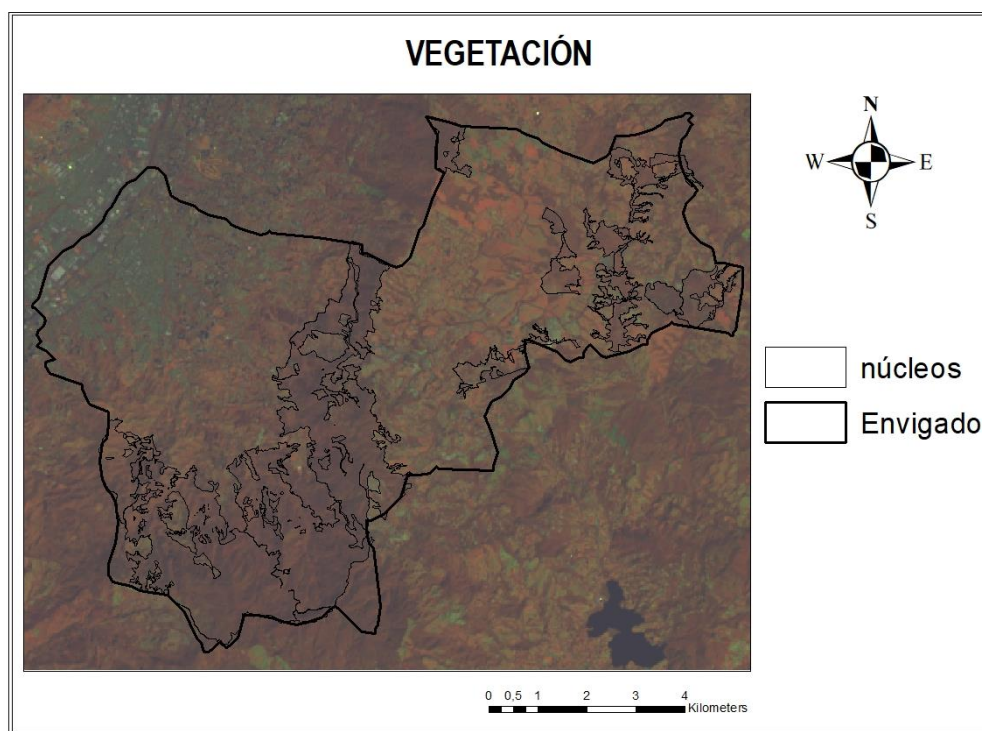 VEGETACIÓN
N
W E
S
núcleos
Envigado
0 0,5 1 2 3 4
Kilometers